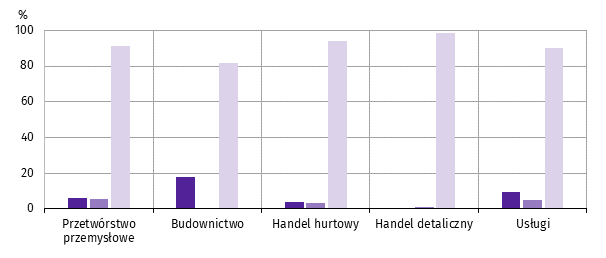 %
100
80
60
40
20
0
Przetwórstwo
przemysłowe
Budownictwo
Handel hurtowy
Handel detaliczny
Usługi